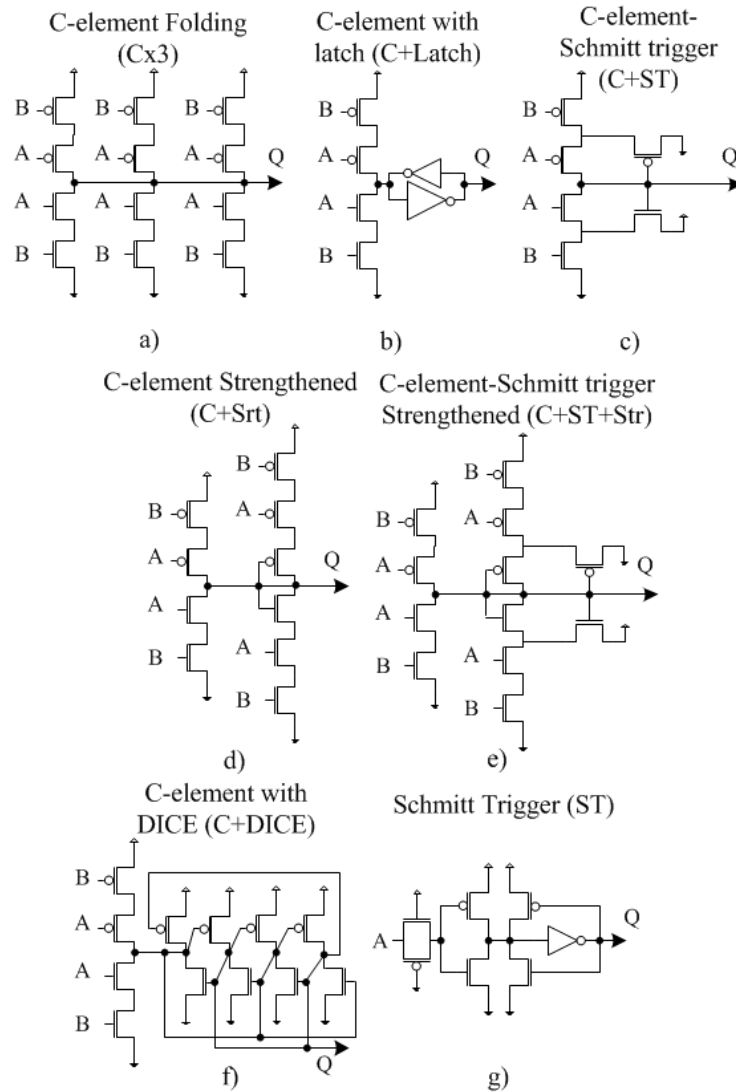 C-element Folding
(Cx3)
C-element with
latch (C+Latch)
C-element-
Schmitt trigger
(C+ST)
B B B B B
A A A Q A Q A Q
A A A A A
B B B B B
a) b) c)
C-element Strengthened
(C+Srt)
C-element-Schmitt trigger
Strengthened (C+ST+Str)
B B
B A B A
A Q A Q
A A
B A B A
B B
d) e)
C-element with
DICE (C+DICE)
Schmitt Trigger (ST)
B
A
A
B
Q
f)
A Q
g)